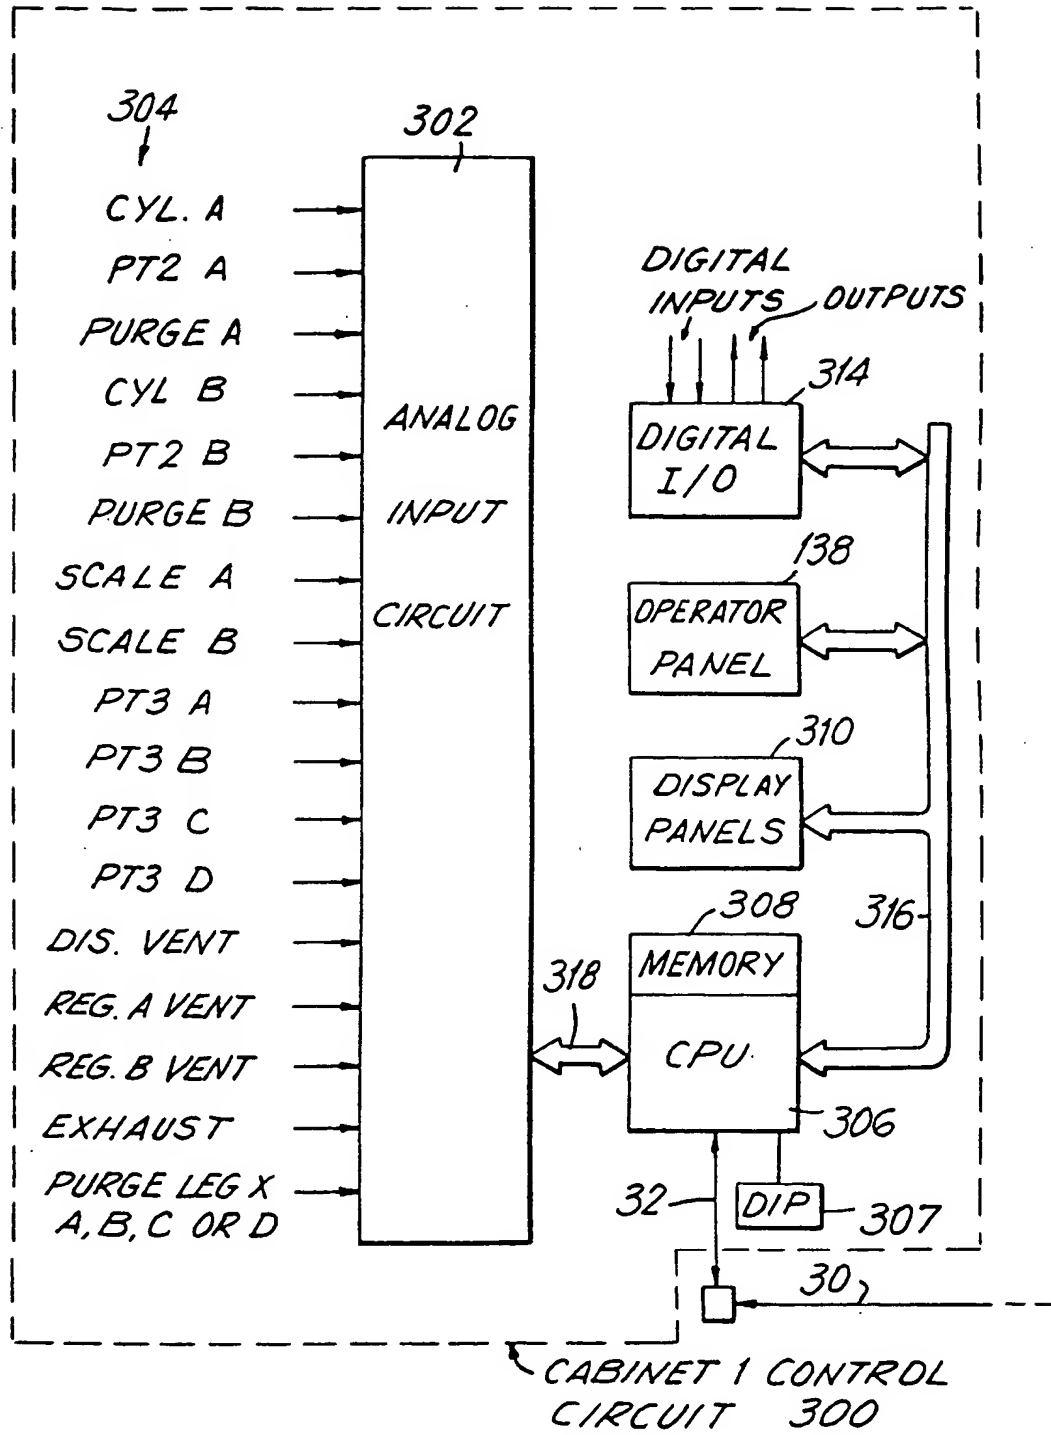 304
302
CYL. A
PT2 A
PURGE A
CYL B
PT2 B
PURGE B
SCALE A
SCALE B
PT3 A
PT3 B
PT3 C
PT3 D
DIS. VENT
REG. A VENT
REG. B VENT
EXHAUST
PURGE LEG X
A, B, C OR D
ANALOG
INPUT
CIRCUIT
DIGITAL
INPUTS
OUTPUTS
314
DIGITAL
I/O
138
OPERATOR
PANEL
310
DISPLAY
PANELS
316
308
MEMORY
318
CPU
306
32
DIP
307
30
CABINET 1 CONTROL
CIRCUIT 300